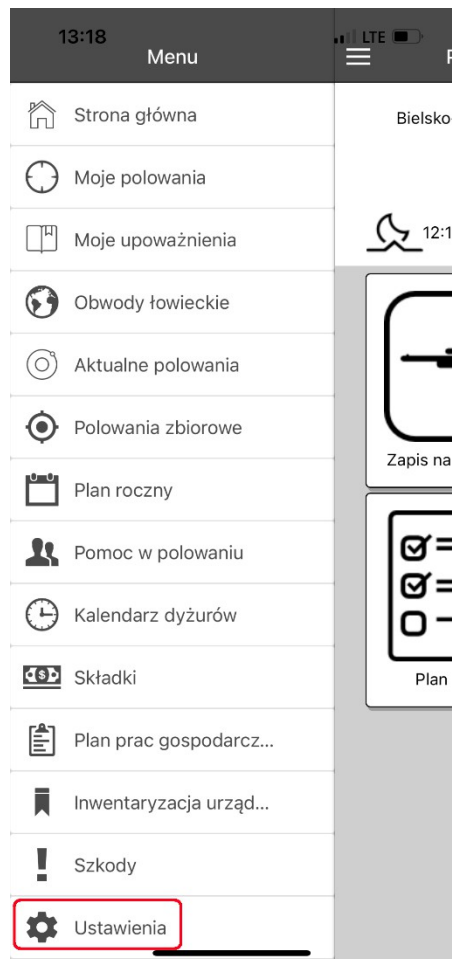 13:18
LTE
Menu
Strona główna
Moje polowania
Moje upoważnienia
Obwody łowieckie
Aktualne polowania
Polowania zbiorowe
Plan roczny
Pomoc w polowaniu
Kalendarz dyżurów
Składki
Plan prac gospodarcz...
Inwentaryzacja urząd...
Szkody
Ustawienia
P
Bielsko
12:1
Zapis na
Plan